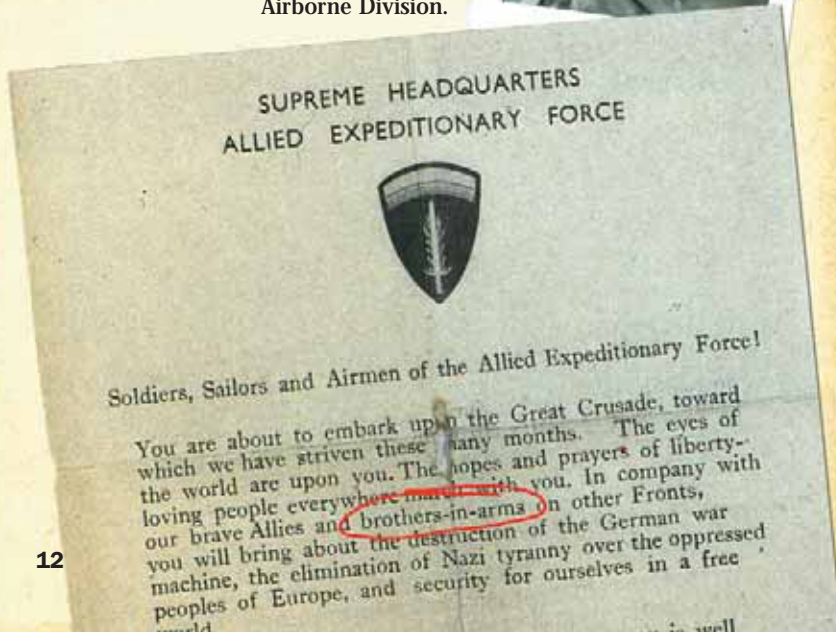 Airborne Division.
SUPREME HEADQUARTERS
ALLIED EXPEDITIONARY FORCE
Soldiers, Sailors and Airmen of the Allied Expeditionary Force!
You are about to embark upon the Great Crusade, toward
which we have striven these many months. The eyes of
the world are upon you. The hopes and prayers of liberty-
loving people everywhere march with you. In company with
our brave Allies and brothers-in-arms on other Fronts,
you will bring about the destruction of the German war
machine, the elimination of Nazi tyranny over the oppressed
peoples of Europe, and security for ourselves in a free
world.
is well
12